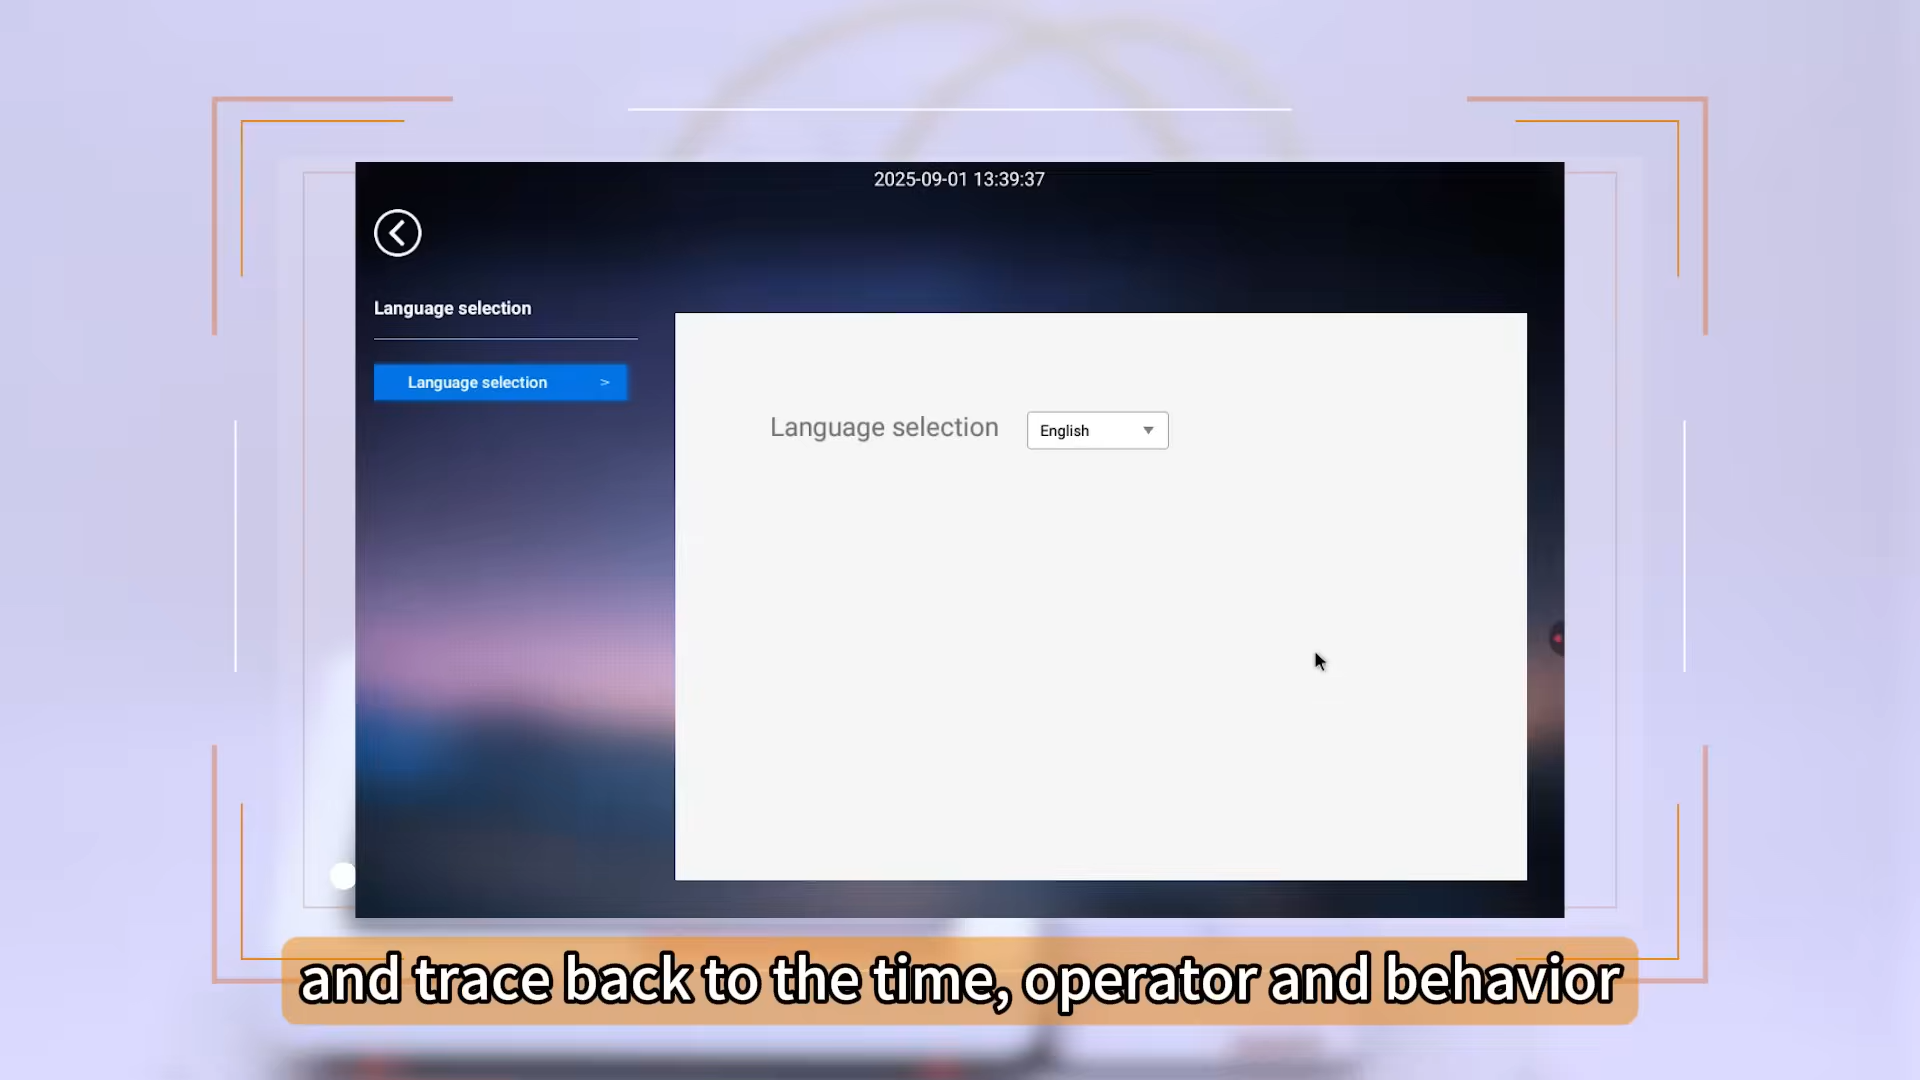 2025-09-01 13:39:37
Language selection
Language selection >
Language selection English
and trace back to the time, operator and behavior